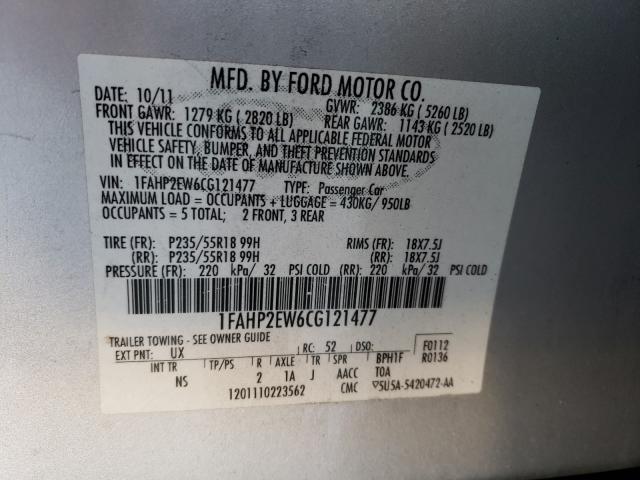 MFD. BY FORD MOTOR CO.
DATE: 10/11 GVWR: 2386 KG ( 5260 LB)
FRONT GAWR: 1279 KG ( 2820 LB) REAR GAWR: 1143 KG ( 2520 LB)
THIS VEHICLE CONFORMS TO ALL APPLICABLE FEDERAL MOTOR
VEHICLE SAFETY, BUMPER, AND THEFT PREVENTION STANDARDS
IN EFFECT ON THE DATE OF MANUFACTURE SHOWN ABOVE.
VIN: 1FAHP2EW6CG121477 TYPE: Passenger Car
MAXIMUM LOAD = OCCUPANTS + LUGGAGE = 430KG/ 950LB
OCCUPANTS = 5 TOTAL; 2 FRONT, 3 REAR
TIRE (FR): P235/55R18 99H RIMS (FR): 18X7.5J
(RR): P235/55R18 99H (RR): 18X7.5J
PRESSURE (FR): 220 kPa/ 32 PSI COLD (RR): 220 kPa/ 32 PSI COLD
1FAHP2EW6CG121477
TRAILER TOWING - SEE OWNER GUIDE
EXT PNT: UX RC: 52 DSO: F0112
INT TR TP/PS R AXLE TR SPR BPH1F R0136
NS 2 1A J AACC TOA
1201110223562 CMC ▽5U5A-5420472-AA